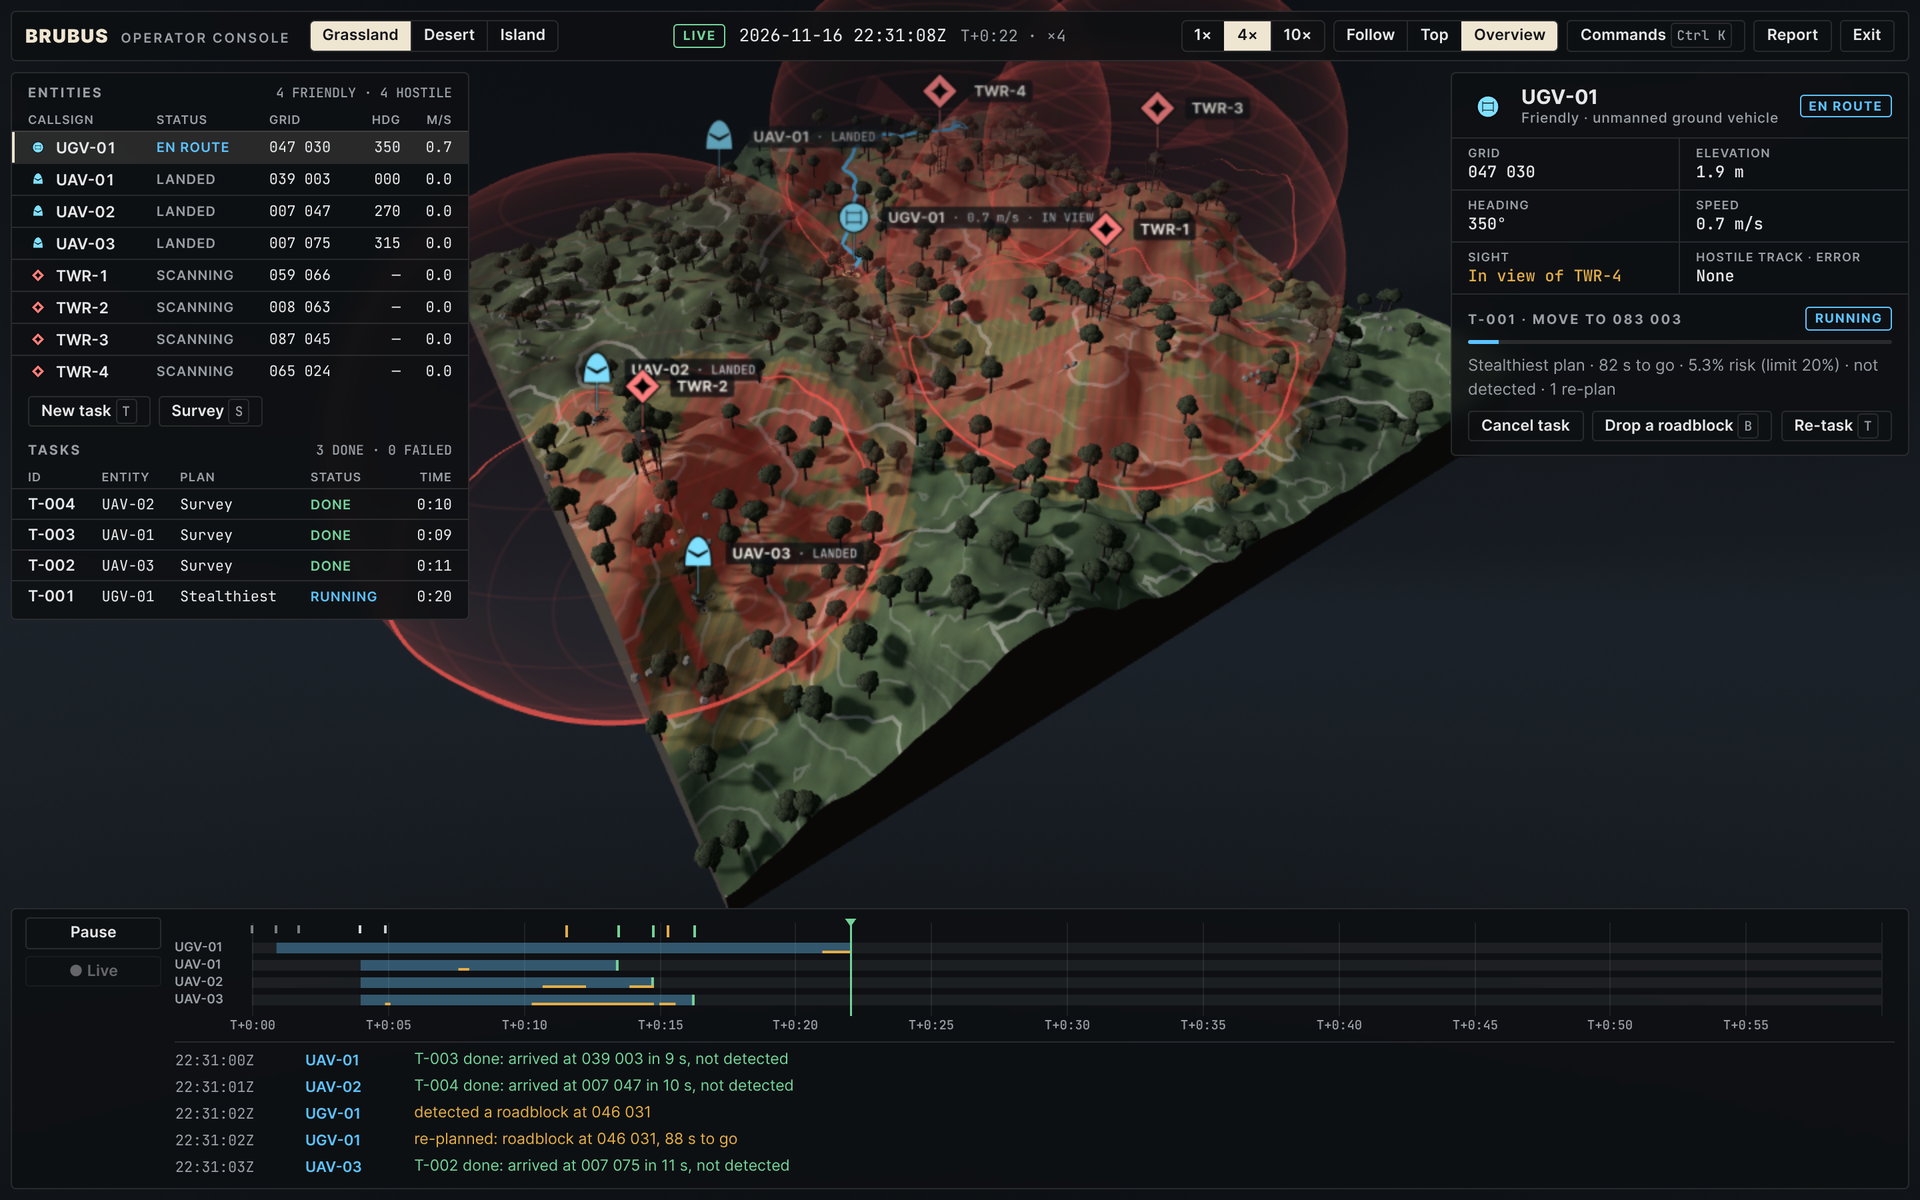 BRUBUS OPERATOR CONSOLE Grassland Desert Island LIVE 2026-11-16 22:31:08Z T+0:22 · ×4 1× 4× 10× Follow Top Overview Commands Ctrl K Report Exit
ENTITIES 4 FRIENDLY · 4 HOSTILE
CALLSIGN STATUS GRID HDG M/S
UGV-01 EN ROUTE 047 030 350 0.7
UAV-01 LANDED 039 003 000 0.0
UAV-02 LANDED 007 047 270 0.0
UAV-03 LANDED 007 075 315 0.0
TWR-1 SCANNING 059 066 — 0.0
TWR-2 SCANNING 008 063 — 0.0
TWR-3 SCANNING 087 045 — 0.0
TWR-4 SCANNING 065 024 — 0.0
New task T Survey S
TASKS 3 DONE · 0 FAILED
ID ENTITY PLAN STATUS TIME
T-004 UAV-02 Survey DONE 0:10
T-003 UAV-01 Survey DONE 0:09
T-002 UAV-03 Survey DONE 0:11
T-001 UGV-01 Stealthiest RUNNING 0:20
TWR-4
TWR-3
UAV-01 · LANDED
UGV-01 · 0.7 m/s · IN VIEW
TWR-1
UAV-02 · LANDED
TWR-2
UAV-03 · LANDED
UGV-01
Friendly · unmanned ground vehicle
EN ROUTE
GRID ELEVATION
047 030 1.9 m
HEADING SPEED
350° 0.7 m/s
SIGHT HOSTILE TRACK · ERROR
In view of TWR-4 None
T-001 · MOVE TO 083 003 RUNNING
Stealthiest plan · 82 s to go · 5.3% risk (limit 20%) · not
detected · 1 re-plan
Cancel task Drop a roadblock B Re-task T
Pause
Live
UGV-01
UAV-01
UAV-02
UAV-03
T+0:00 T+0:05 T+0:10 T+0:15 T+0:20 T+0:25 T+0:30 T+0:35 T+0:40 T+0:45 T+0:50 T+0:55
22:31:00Z UAV-01 T-003 done: arrived at 039 003 in 9 s, not detected
22:31:01Z UAV-02 T-004 done: arrived at 007 047 in 10 s, not detected
22:31:02Z UGV-01 detected a roadblock at 046 031
22:31:02Z UGV-01 re-planned: roadblock at 046 031, 88 s to go
22:31:03Z UAV-03 T-002 done: arrived at 007 075 in 11 s, not detected